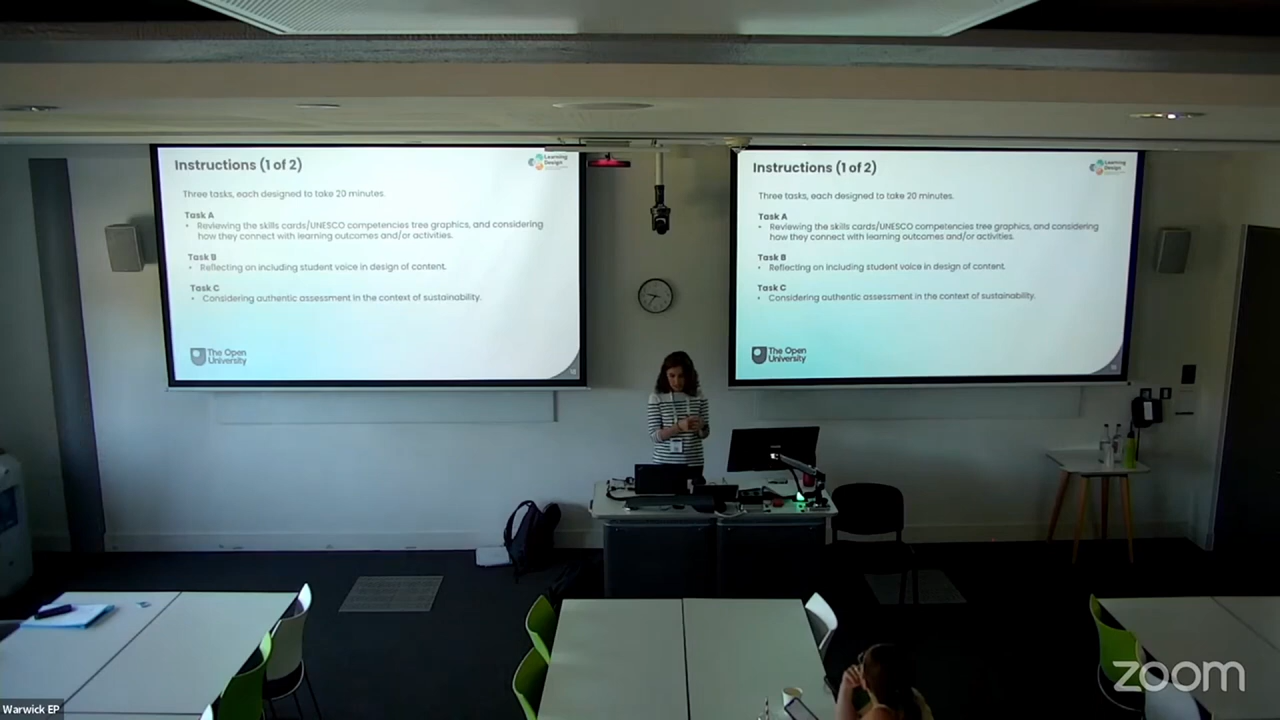 Instructions (1 of 2)
Learning
Design
Three tasks, each designed to take 20 minutes.
Task A
• Reviewing the skills cards/UNESCO competencies tree graphics, and considering
how they connect with learning outcomes and/or activities.
Task B
• Reflecting on including student voice in design of content.
Task C
• Considering authentic assessment in the context of sustainability.
The Open
University
Instructions (1 of 2)
Learning
Design
Three tasks, each designed to take 20 minutes.
Task A
• Reviewing the skills cards/UNESCO competencies tree graphics, and considering
how they connect with learning outcomes and/or activities.
Task B
• Reflecting on including student voice in design of content.
Task C
• Considering authentic assessment in the context of sustainability.
The Open
University
zoom
Warwick EP